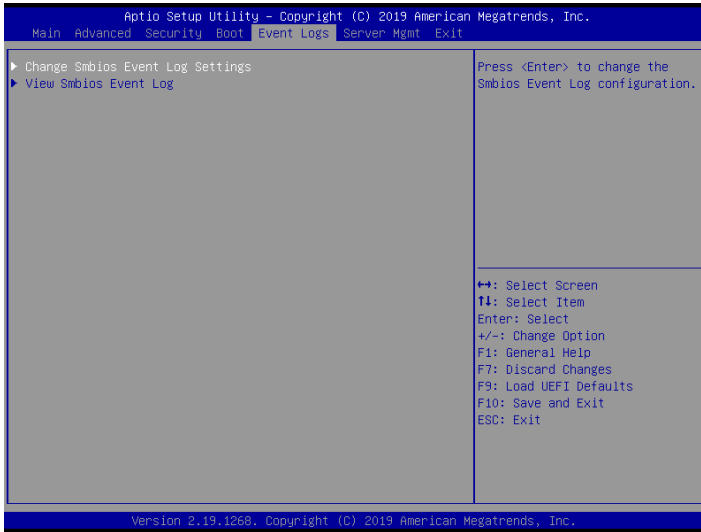 Aptio Setup Utility – Copyright (C) 2019 American Megatrends, Inc.
Main Advanced Security Boot Event Logs Server Mgmt Exit
▶ Change Smbios Event Log Settings
▶ View Smbios Event Log
Press <Enter> to change the
Smbios Event Log configuration.
↔: Select Screen
↑↓: Select Item
Enter: Select
+/-: Change Option
F1: General Help
F7: Discard Changes
F9: Load UEFI Defaults
F10: Save and Exit
ESC: Exit
Version 2.19.1268. Copyright (C) 2019 American Megatrends, Inc.